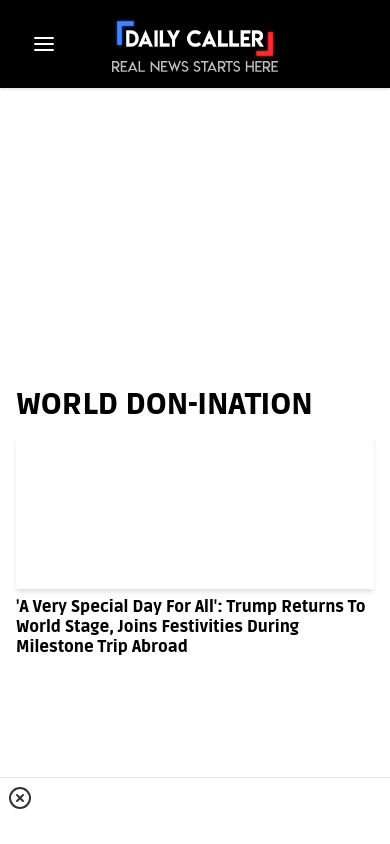 DAILY CALLER
REAL NEWS STARTS HERE
WORLD DON-INATION
'A Very Special Day For All': Trump Returns To
World Stage, Joins Festivities During
Milestone Trip Abroad